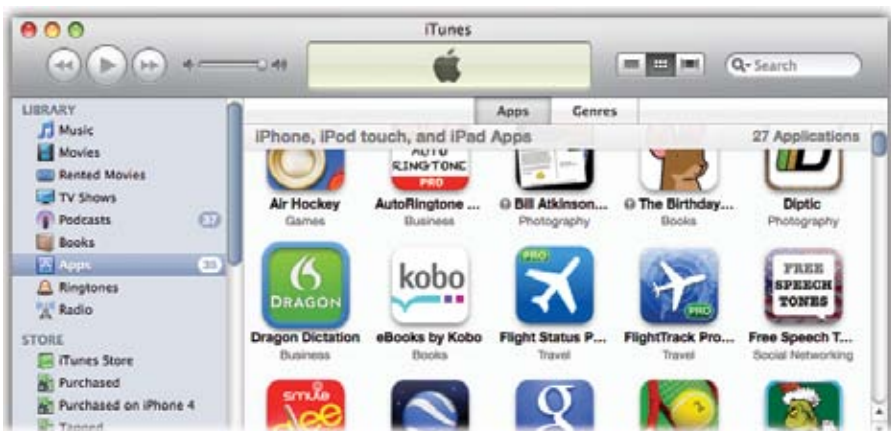 iTunes
Search
LIBRARY
Music
Movies
Rented Movies
TV Shows
Podcasts
Books
Apps
Ringtones
Radio
STORE
iTunes Store
Purchased
Purchased on iPhone 4
Apps Genres
iPhone, iPod touch, and iPad Apps 27 Applications
AUTO
RINGTONE
PRO
Air Hockey AutoRingtone ... Bill Atkinson... The Birthday... Diptic
Games Business Photography Books Photography
DRAGON
kobo
PRO
PRO
FREE
SPEECH
TONES
Dragon Dictation eBooks by Kobo Flight Status P... FlightTrack Pro... Free Speech T...
Business Books Travel Travel Social Networking
smule
glee
g